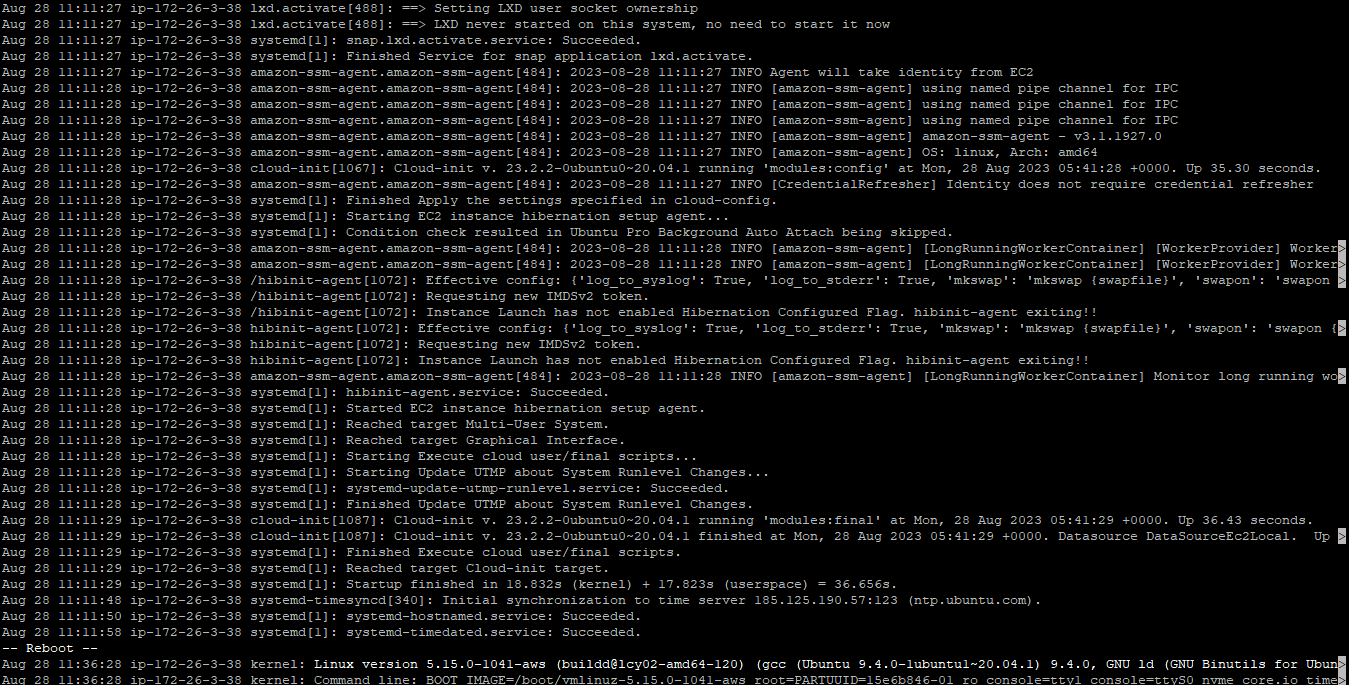 Aug 28 11:11:27 ip-172-26-3-38 lxd.activate[488]: ==> Setting LXD user socket ownership
Aug 28 11:11:27 ip-172-26-3-38 lxd.activate[488]: ==> LXD never started on this system, no need to start it now
Aug 28 11:11:27 ip-172-26-3-38 systemd[1]: snap.lxd.activate.service: Succeeded.
Aug 28 11:11:27 ip-172-26-3-38 systemd[1]: Finished Service for snap application lxd.activate.
Aug 28 11:11:27 ip-172-26-3-38 amazon-ssm-agent.amazon-ssm-agent[484]: 2023-08-28 11:11:27 INFO Agent will take identity from EC2
Aug 28 11:11:28 ip-172-26-3-38 amazon-ssm-agent.amazon-ssm-agent[484]: 2023-08-28 11:11:27 INFO [amazon-ssm-agent] using named pipe channel for IPC
Aug 28 11:11:28 ip-172-26-3-38 amazon-ssm-agent.amazon-ssm-agent[484]: 2023-08-28 11:11:27 INFO [amazon-ssm-agent] using named pipe channel for IPC
Aug 28 11:11:28 ip-172-26-3-38 amazon-ssm-agent.amazon-ssm-agent[484]: 2023-08-28 11:11:27 INFO [amazon-ssm-agent] using named pipe channel for IPC
Aug 28 11:11:28 ip-172-26-3-38 amazon-ssm-agent.amazon-ssm-agent[484]: 2023-08-28 11:11:27 INFO [amazon-ssm-agent] amazon-ssm-agent - v3.1.1927.0
Aug 28 11:11:28 ip-172-26-3-38 amazon-ssm-agent.amazon-ssm-agent[484]: 2023-08-28 11:11:27 INFO [amazon-ssm-agent] OS: linux, Arch: amd64
Aug 28 11:11:28 ip-172-26-3-38 cloud-init[1067]: Cloud-init v. 23.2.2-0ubuntu0~20.04.1 running 'modules:config' at Mon, 28 Aug 2023 05:41:28 +0000. Up 35.30 seconds.
Aug 28 11:11:28 ip-172-26-3-38 amazon-ssm-agent.amazon-ssm-agent[484]: 2023-08-28 11:11:27 INFO [CredentialRefresher] Identity does not require credential refresher
Aug 28 11:11:28 ip-172-26-3-38 systemd[1]: Finished Apply the settings specified in cloud-config.
Aug 28 11:11:28 ip-172-26-3-38 systemd[1]: Starting EC2 instance hibernation setup agent...
Aug 28 11:11:28 ip-172-26-3-38 systemd[1]: Condition check resulted in Ubuntu Pro Background Auto Attach being skipped.
Aug 28 11:11:28 ip-172-26-3-38 amazon-ssm-agent.amazon-ssm-agent[484]: 2023-08-28 11:11:28 INFO [amazon-ssm-agent] [LongRunningWorkerContainer] [WorkerProvider] Worker>
Aug 28 11:11:28 ip-172-26-3-38 amazon-ssm-agent.amazon-ssm-agent[484]: 2023-08-28 11:11:28 INFO [amazon-ssm-agent] [LongRunningWorkerContainer] [WorkerProvider] Worker>
Aug 28 11:11:28 ip-172-26-3-38 /hibinit-agent[1072]: Effective config: {'log_to_syslog': True, 'log_to_stderr': True, 'mkswap': 'mkswap {swapfile}', 'swapon': 'swapon >
Aug 28 11:11:28 ip-172-26-3-38 /hibinit-agent[1072]: Requesting new IMDSv2 token.
Aug 28 11:11:28 ip-172-26-3-38 /hibinit-agent[1072]: Instance Launch has not enabled Hibernation Configured Flag. hibinit-agent exiting!!
Aug 28 11:11:28 ip-172-26-3-38 hibinit-agent[1072]: Effective config: {'log_to_syslog': True, 'log_to_stderr': True, 'mkswap': 'mkswap {swapfile}', 'swapon': 'swapon {>
Aug 28 11:11:28 ip-172-26-3-38 hibinit-agent[1072]: Requesting new IMDSv2 token.
Aug 28 11:11:28 ip-172-26-3-38 hibinit-agent[1072]: Instance Launch has not enabled Hibernation Configured Flag. hibinit-agent exiting!!
Aug 28 11:11:28 ip-172-26-3-38 amazon-ssm-agent.amazon-ssm-agent[484]: 2023-08-28 11:11:28 INFO [amazon-ssm-agent] [LongRunningWorkerContainer] Monitor long running wo>
Aug 28 11:11:28 ip-172-26-3-38 systemd[1]: hibinit-agent.service: Succeeded.
Aug 28 11:11:28 ip-172-26-3-38 systemd[1]: Started EC2 instance hibernation setup agent.
Aug 28 11:11:28 ip-172-26-3-38 systemd[1]: Reached target Multi-User System.
Aug 28 11:11:28 ip-172-26-3-38 systemd[1]: Reached target Graphical Interface.
Aug 28 11:11:28 ip-172-26-3-38 systemd[1]: Starting Execute cloud user/final scripts...
Aug 28 11:11:28 ip-172-26-3-38 systemd[1]: Starting Update UTMP about System Runlevel Changes...
Aug 28 11:11:28 ip-172-26-3-38 systemd[1]: systemd-update-utmp-runlevel.service: Succeeded.
Aug 28 11:11:28 ip-172-26-3-38 systemd[1]: Finished Update UTMP about System Runlevel Changes.
Aug 28 11:11:29 ip-172-26-3-38 cloud-init[1087]: Cloud-init v. 23.2.2-0ubuntu0~20.04.1 running 'modules:final' at Mon, 28 Aug 2023 05:41:29 +0000. Up 36.43 seconds.
Aug 28 11:11:29 ip-172-26-3-38 cloud-init[1087]: Cloud-init v. 23.2.2-0ubuntu0~20.04.1 finished at Mon, 28 Aug 2023 05:41:29 +0000. Datasource DataSourceEc2Local.  Up >
Aug 28 11:11:29 ip-172-26-3-38 systemd[1]: Finished Execute cloud user/final scripts.
Aug 28 11:11:29 ip-172-26-3-38 systemd[1]: Reached target Cloud-init target.
Aug 28 11:11:29 ip-172-26-3-38 systemd[1]: Startup finished in 18.832s (kernel) + 17.823s (userspace) = 36.656s.
Aug 28 11:11:48 ip-172-26-3-38 systemd-timesyncd[340]: Initial synchronization to time server 185.125.190.57:123 (ntp.ubuntu.com).
Aug 28 11:11:50 ip-172-26-3-38 systemd[1]: systemd-hostnamed.service: Succeeded.
Aug 28 11:11:58 ip-172-26-3-38 systemd[1]: systemd-timedated.service: Succeeded.
-- Reboot --
Aug 28 11:36:28 ip-172-26-3-38 kernel: Linux version 5.15.0-1041-aws (buildd@lcy02-amd64-120) (gcc (Ubuntu 9.4.0-1ubuntu1~20.04.1) 9.4.0, GNU ld (GNU Binutils for Ubun>
Aug 28 11:36:28 ip-172-26-3-38 kernel: Command line: BOOT_IMAGE=/boot/vmlinuz-5.15.0-1041-aws root=PARTUUID=15e6b846-01 ro console=tty1 console=ttyS0 nvme_core.io_time>